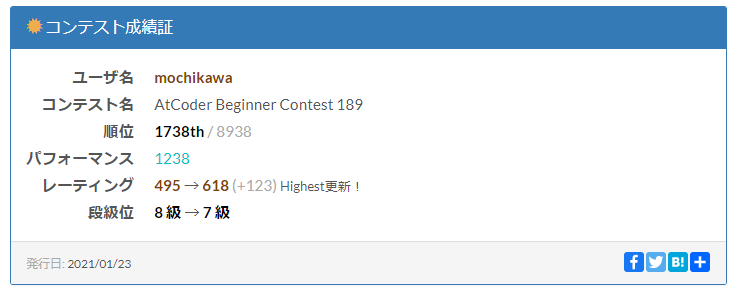 コンテスト成績証
ユーザ名 mochikawa
コンテスト名 AtCoder Beginner Contest 189
順位 1738th / 8938
パフォーマンス 1238
レーティング 495 → 618 (+123) Highest更新！
段級位 8 級 → 7 級
発行日: 2021/01/23 B!